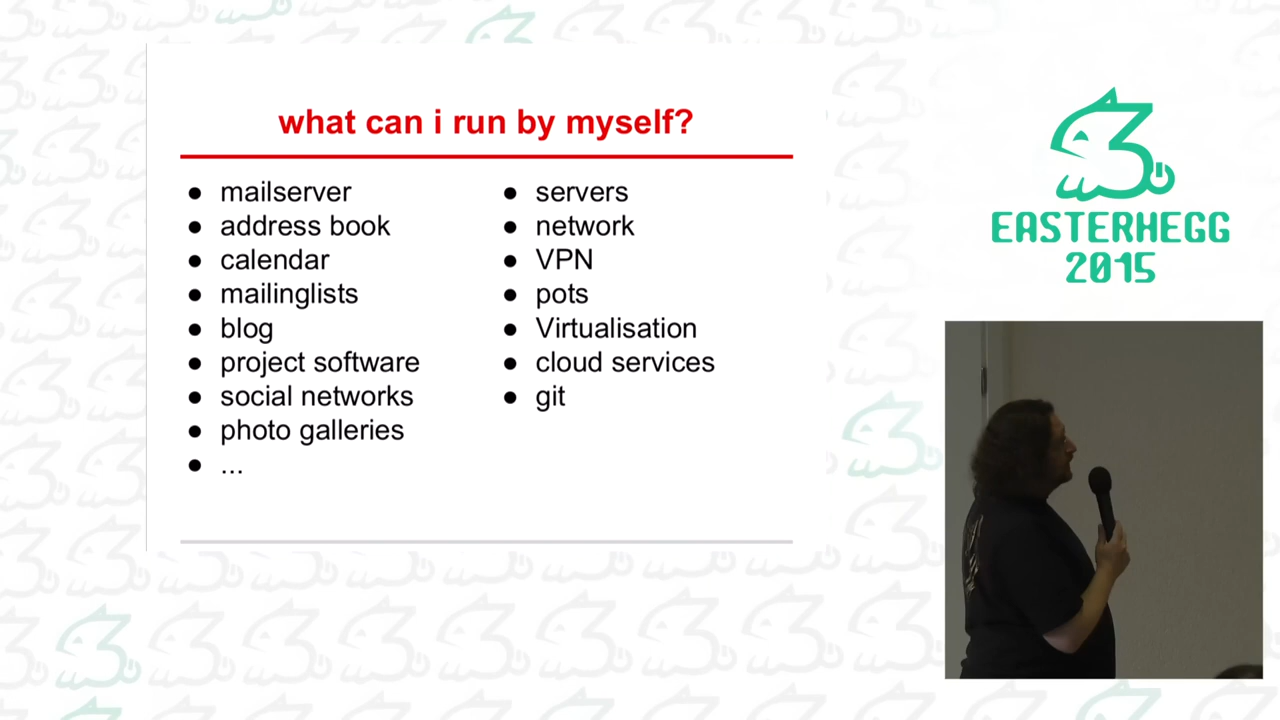 what can i run by myself?
● mailserver
● address book
● calendar
● mailinglists
● blog
● project software
● social networks
● photo galleries
● ...
● servers
● network
● VPN
● pots
● Virtualisation
● cloud services
● git
EASTERHEGG
2015